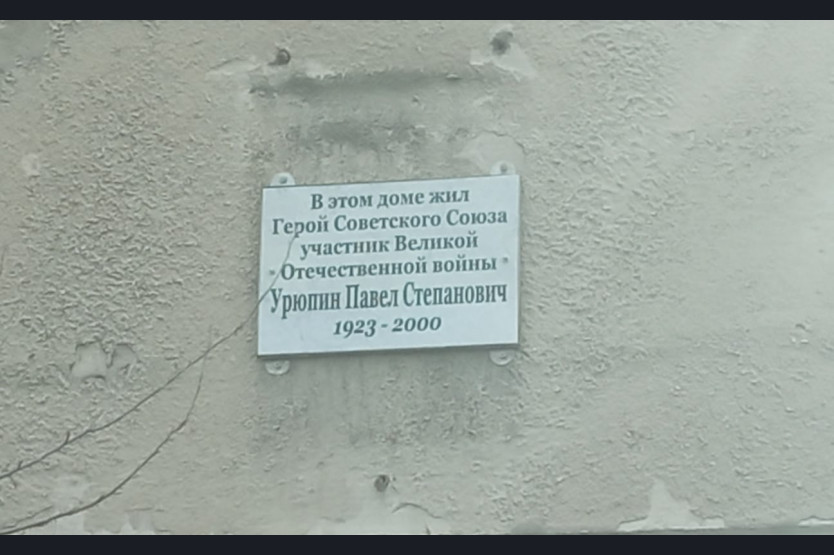 В этом доме жил
Герой Советского Союза
участник Великой
Отечественной войны
Урюпин Павел Степанович
1923 - 2000